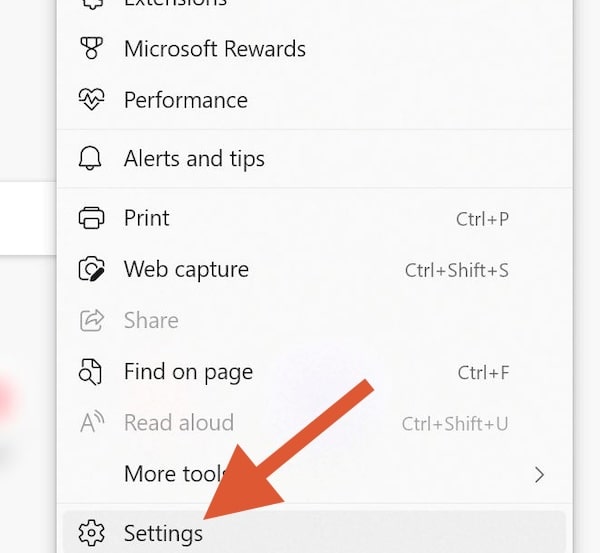 Extensions
Microsoft Rewards
Performance
Alerts and tips
Print Ctrl+P
Web capture Ctrl+Shift+S
Share
Find on page Ctrl+F
Read aloud Ctrl+Shift+U
More tools
Settings